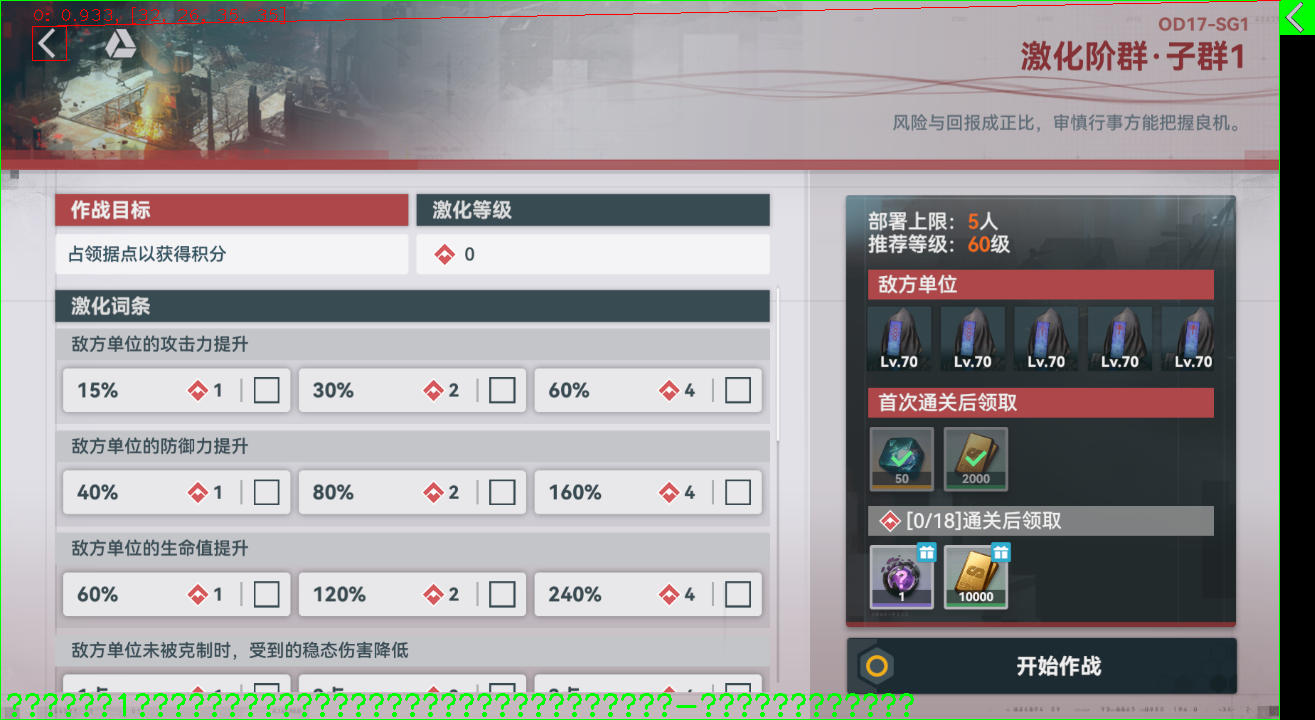 0: 0.933, [32, 26, 36, 36]
OD17-SG1
激化阶群·子群1
风险与回报成正比，审慎行事方能把握良机。
作战目标
激化等级
占领据点以获得积分
0
激化词条
敌方单位的攻击力提升
15% 1
30% 2
60% 4
敌方单位的防御力提升
40% 1
80% 2
160% 4
敌方单位的生命值提升
60% 1
120% 2
240% 4
敌方单位未被克制时，受到的稳态伤害降低
部署上限：5人
推荐等级：60级
敌方单位
Lv.70 Lv.70 Lv.70 Lv.70 Lv.70
首次通关后领取
50 2000
[0/18]通关后领取
1 10000
开始作战
??????1??????????????????????????????—????????????